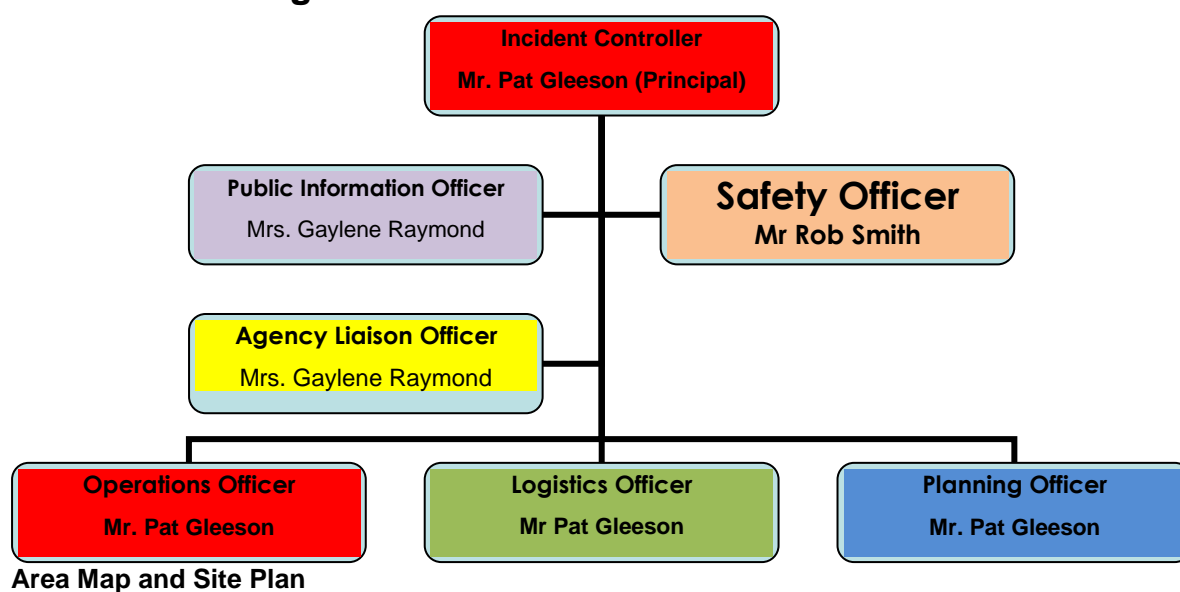 Incident Controller
Mr. Pat Gleeson (Principal)
Public Information Officer
Mrs. Gaylene Raymond
Safety Officer
Mr Rob Smith
Agency Liaison Officer
Mrs. Gaylene Raymond
Operations Officer
Mr. Pat Gleeson
Logistics Officer
Mr Pat Gleeson
Planning Officer
Mr. Pat Gleeson
Area Map and Site Plan